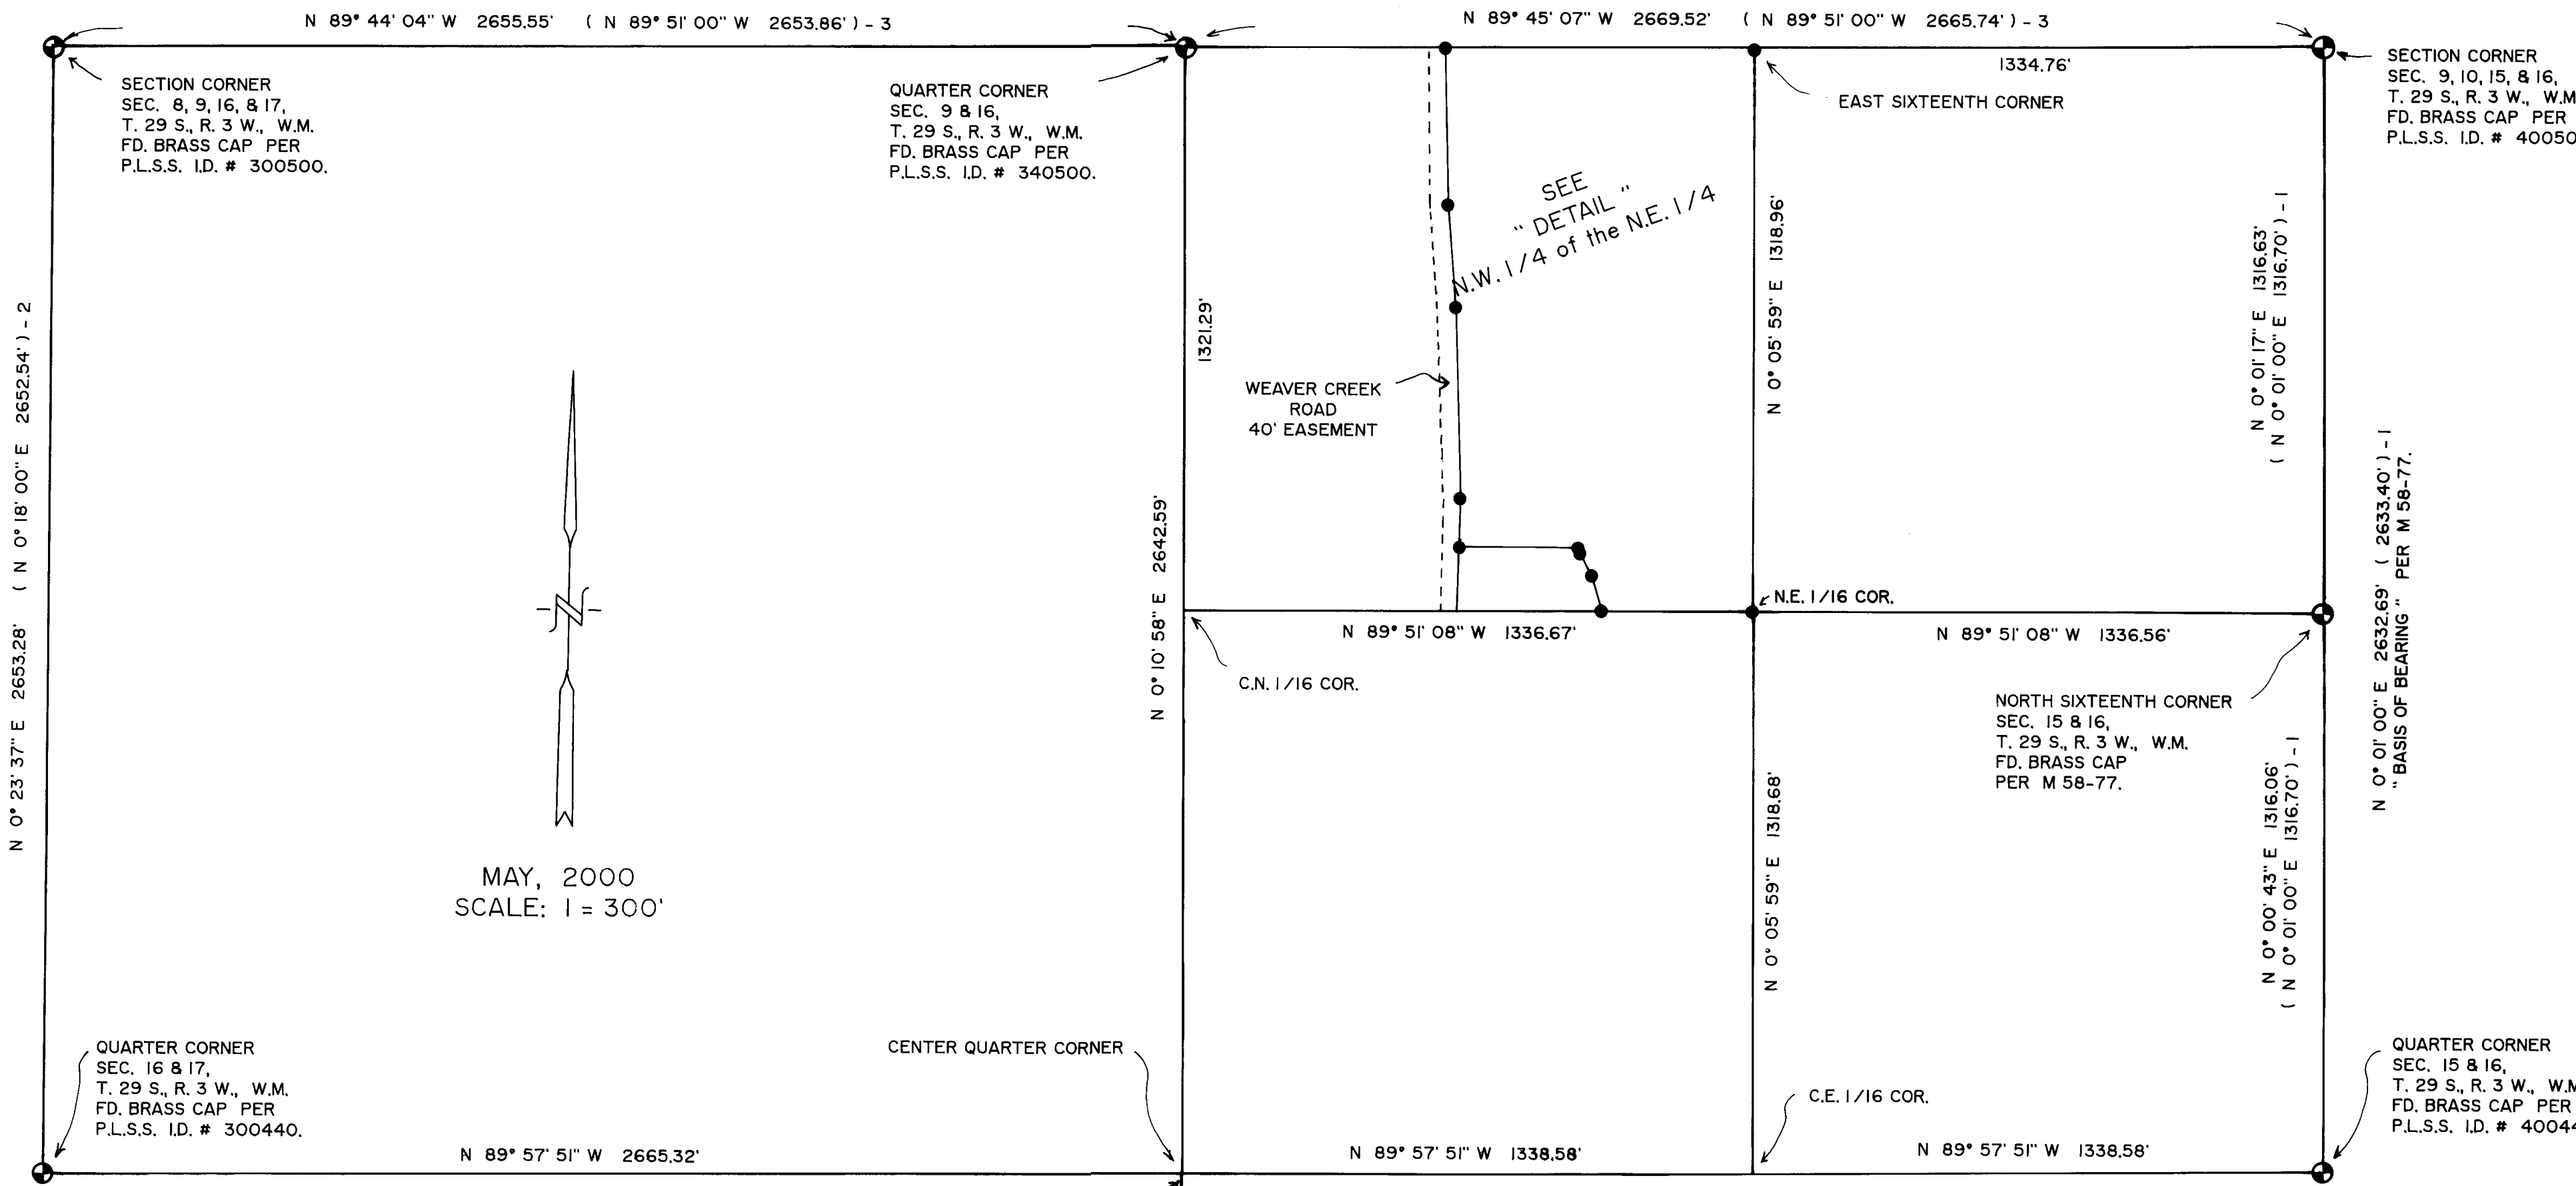 N 89° 44' 04" W 2655.55' ( N 89° 51' 00" W 2653.86' ) - 3
N 89° 45' 07" W 2669.52' ( N 89° 51' 00" W 2665.74' ) - 3
SECTION CORNER
SEC. 8, 9, 16, & 17,
T. 29 S., R. 3 W., W.M.
FD. BRASS CAP PER
P.L.S.S. I.D. # 300500.
QUARTER CORNER
SEC. 9 & 16,
T. 29 S., R. 3 W., W.M.
FD. BRASS CAP PER
P.L.S.S. I.D. # 340500.
1334.76'
EAST SIXTEENTH CORNER
SECTION CORNER
SEC. 9, 10, 15, & 16,
T. 29 S., R. 3 W., W.M
FD. BRASS CAP PER
P.L.S.S. I.D. # 40050
SEE
" DETAIL "
N.W. 1/4 of the N.E. 1/4
N 0° 23' 37" E 2653.28' ( N 0° 18' 00" E 2652.54' ) - 2
1321.29'
N 0° 10' 58" E 2642.59'
WEAVER CREEK
ROAD
40' EASEMENT
N 0° 05' 59" E 1318.96'
N 0° 01' 17" E 1316.63'
( N 0° 01' 00" E 1316.70' ) - 1
N 0° 01' 00" E 2632.69' ( 2633.40' ) - 1
" BASIS OF BEARING " PER M 58-77.
N
N.E. 1/16 COR.
N 89° 51' 08" W 1336.67'
N 89° 51' 08" W 1336.56'
C.N. 1/16 COR.
NORTH SIXTEENTH CORNER
SEC. 15 & 16,
T. 29 S., R. 3 W., W.M.
FD. BRASS CAP
PER M 58-77.
MAY, 2000
SCALE: 1 = 300'
N 0° 05' 59" E 1318.68'
N 0° 00' 43" E 1316.06'
( N 0° 01' 00" E 1316.70' ) - 1
QUARTER CORNER
SEC. 16 & 17,
T. 29 S., R. 3 W., W.M.
FD. BRASS CAP PER
P.L.S.S. I.D. # 300440.
CENTER QUARTER CORNER
C.E. 1/16 COR.
QUARTER CORNER
SEC. 15 & 16,
T. 29 S., R. 3 W., W.M
FD. BRASS CAP PER
P.L.S.S. I.D. # 40044
N 89° 57' 51" W 2665.32'
N 89° 57' 51" W 1338.58'
N 89° 57' 51" W 1338.58'